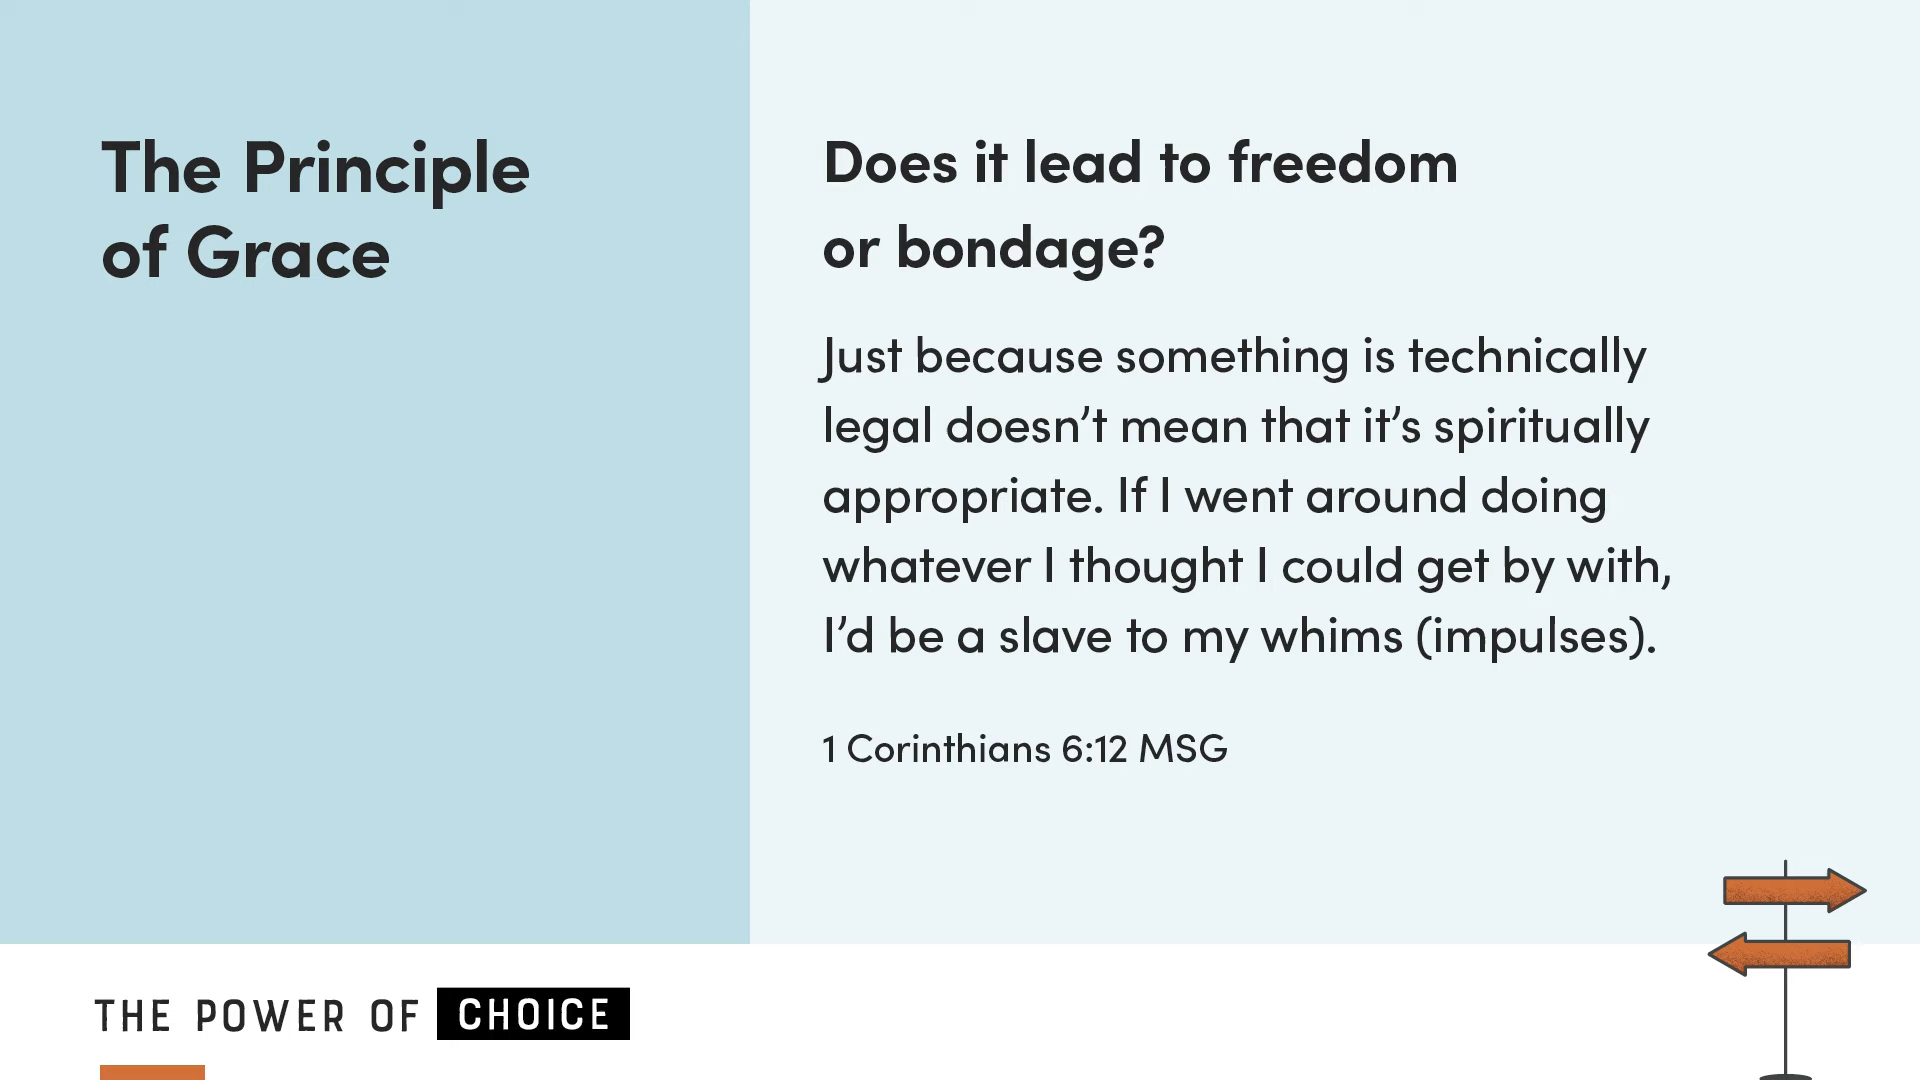 The Principle
of Grace
Does it lead to freedom
or bondage?
Just because something is technically
legal doesn’t mean that it’s spiritually
appropriate. If I went around doing
whatever I thought I could get by with,
I’d be a slave to my whims (impulses).
1 Corinthians 6:12 MSG
THE POWER OF CHOICE